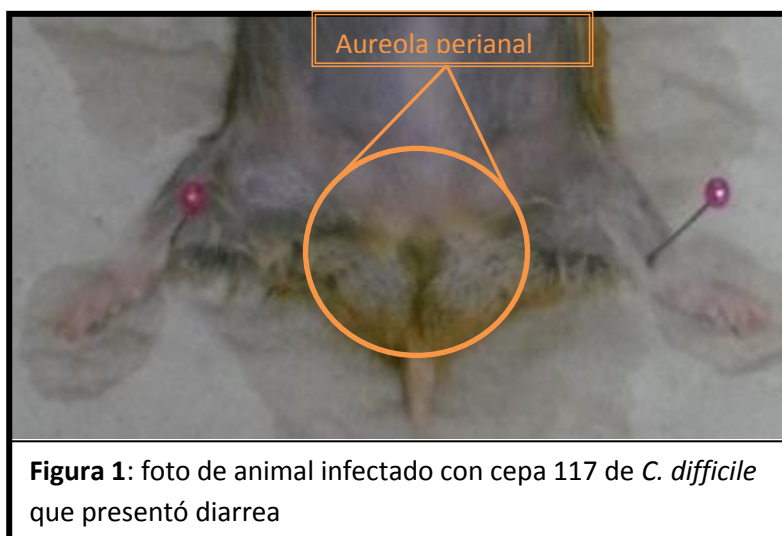 Aureola perianal
Figura 1: foto de animal infectado con cepa 117 de C. difficile
que presentó diarrea